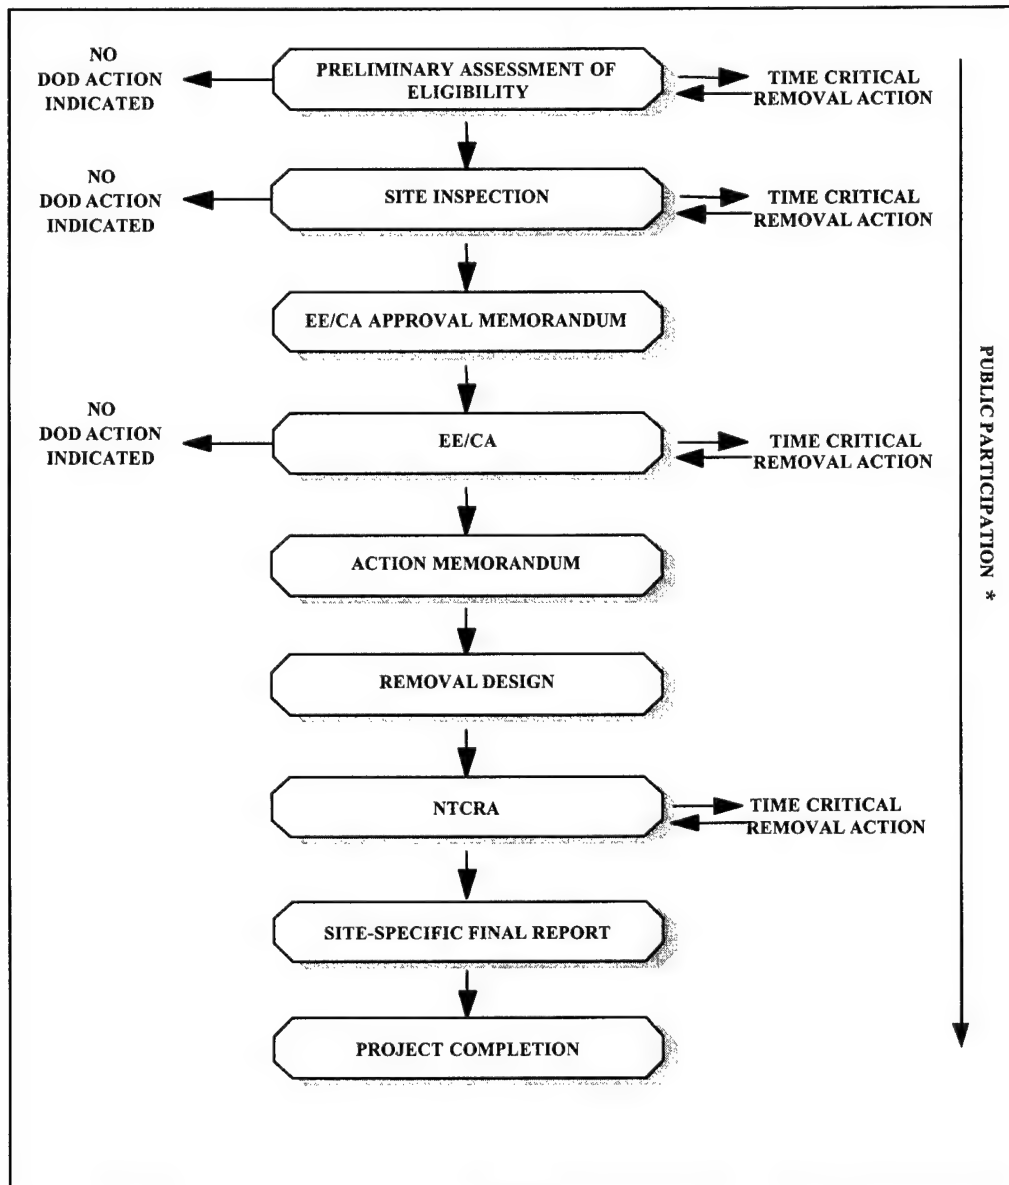 NO
DOD ACTION
INDICATED
PRELIMINARY ASSESSMENT OF
ELIGIBILITY
TIME CRITICAL
REMOVAL ACTION
NO
DOD ACTION
INDICATED
SITE INSPECTION
TIME CRITICAL
REMOVAL ACTION
EE/CA APPROVAL MEMORANDUM
NO
DOD ACTION
INDICATED
EE/CA
TIME CRITICAL
REMOVAL ACTION
ACTION MEMORANDUM
REMOVAL DESIGN
NTCRA
TIME CRITICAL
REMOVAL ACTION
SITE-SPECIFIC FINAL REPORT
PROJECT COMPLETION
PUBLIC PARTICIPATION *